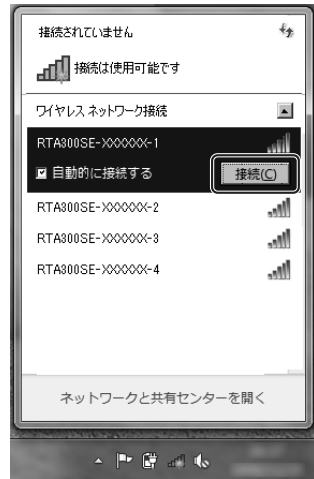 接続されていません
接続は使用可能です
ワイヤレス ネットワーク接続
RTA300SE-XXXXXX-1
自動的に接続する
接続(C)
RTA300SE-XXXXXX-2
RTA300SE-XXXXXX-3
RTA300SE-XXXXXX-4
ネットワークと共有センターを開く